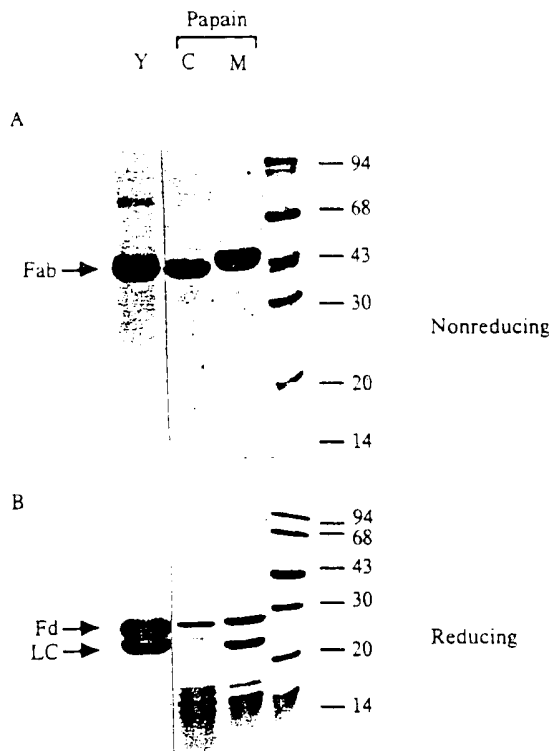 Papain
Y C M
A
94
68
43
Fab
30
Nonreducing
20
14
B
94
68
43
30
Fd
Reducing
LC
20
14